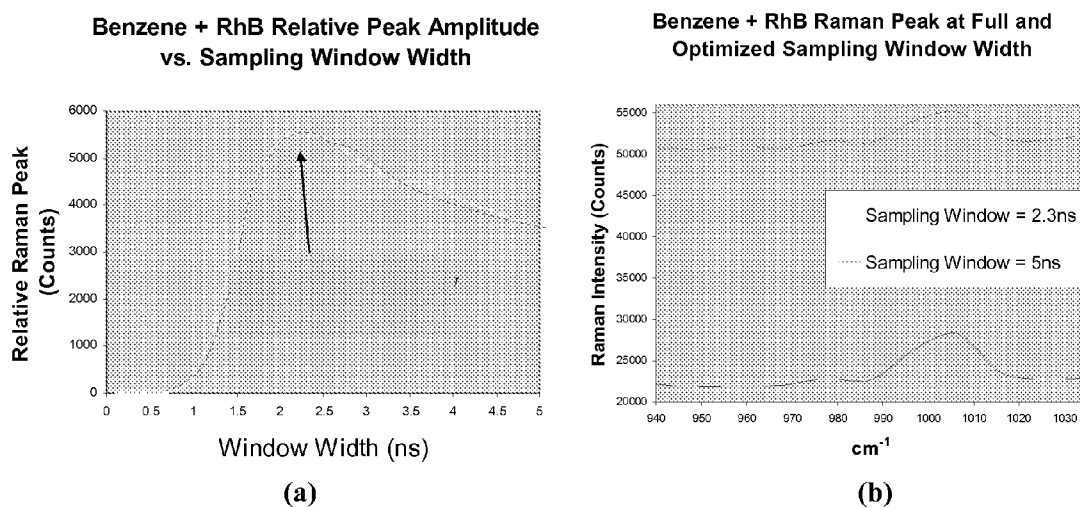 Benzene + RhB Relative Peak Amplitude
vs. Sampling Window Width
Relative Raman Peak
(Counts)
6000
5000
4000
3000
2000
1000
0
0 0.5 1 1.5 2 2.5 3 3.5 4 4.5 5
Window Width (ns)
(a)
Benzene + RhB Raman Peak at Full and
Optimized Sampling Window Width
Raman Intensity (Counts)
55000
50000
45000
40000
35000
30000
25000
20000
Sampling Window = 2.3ns
Sampling Window = 5ns
940 950 960 970 980 990 1000 1010 1020 1030
cm-1
(b)